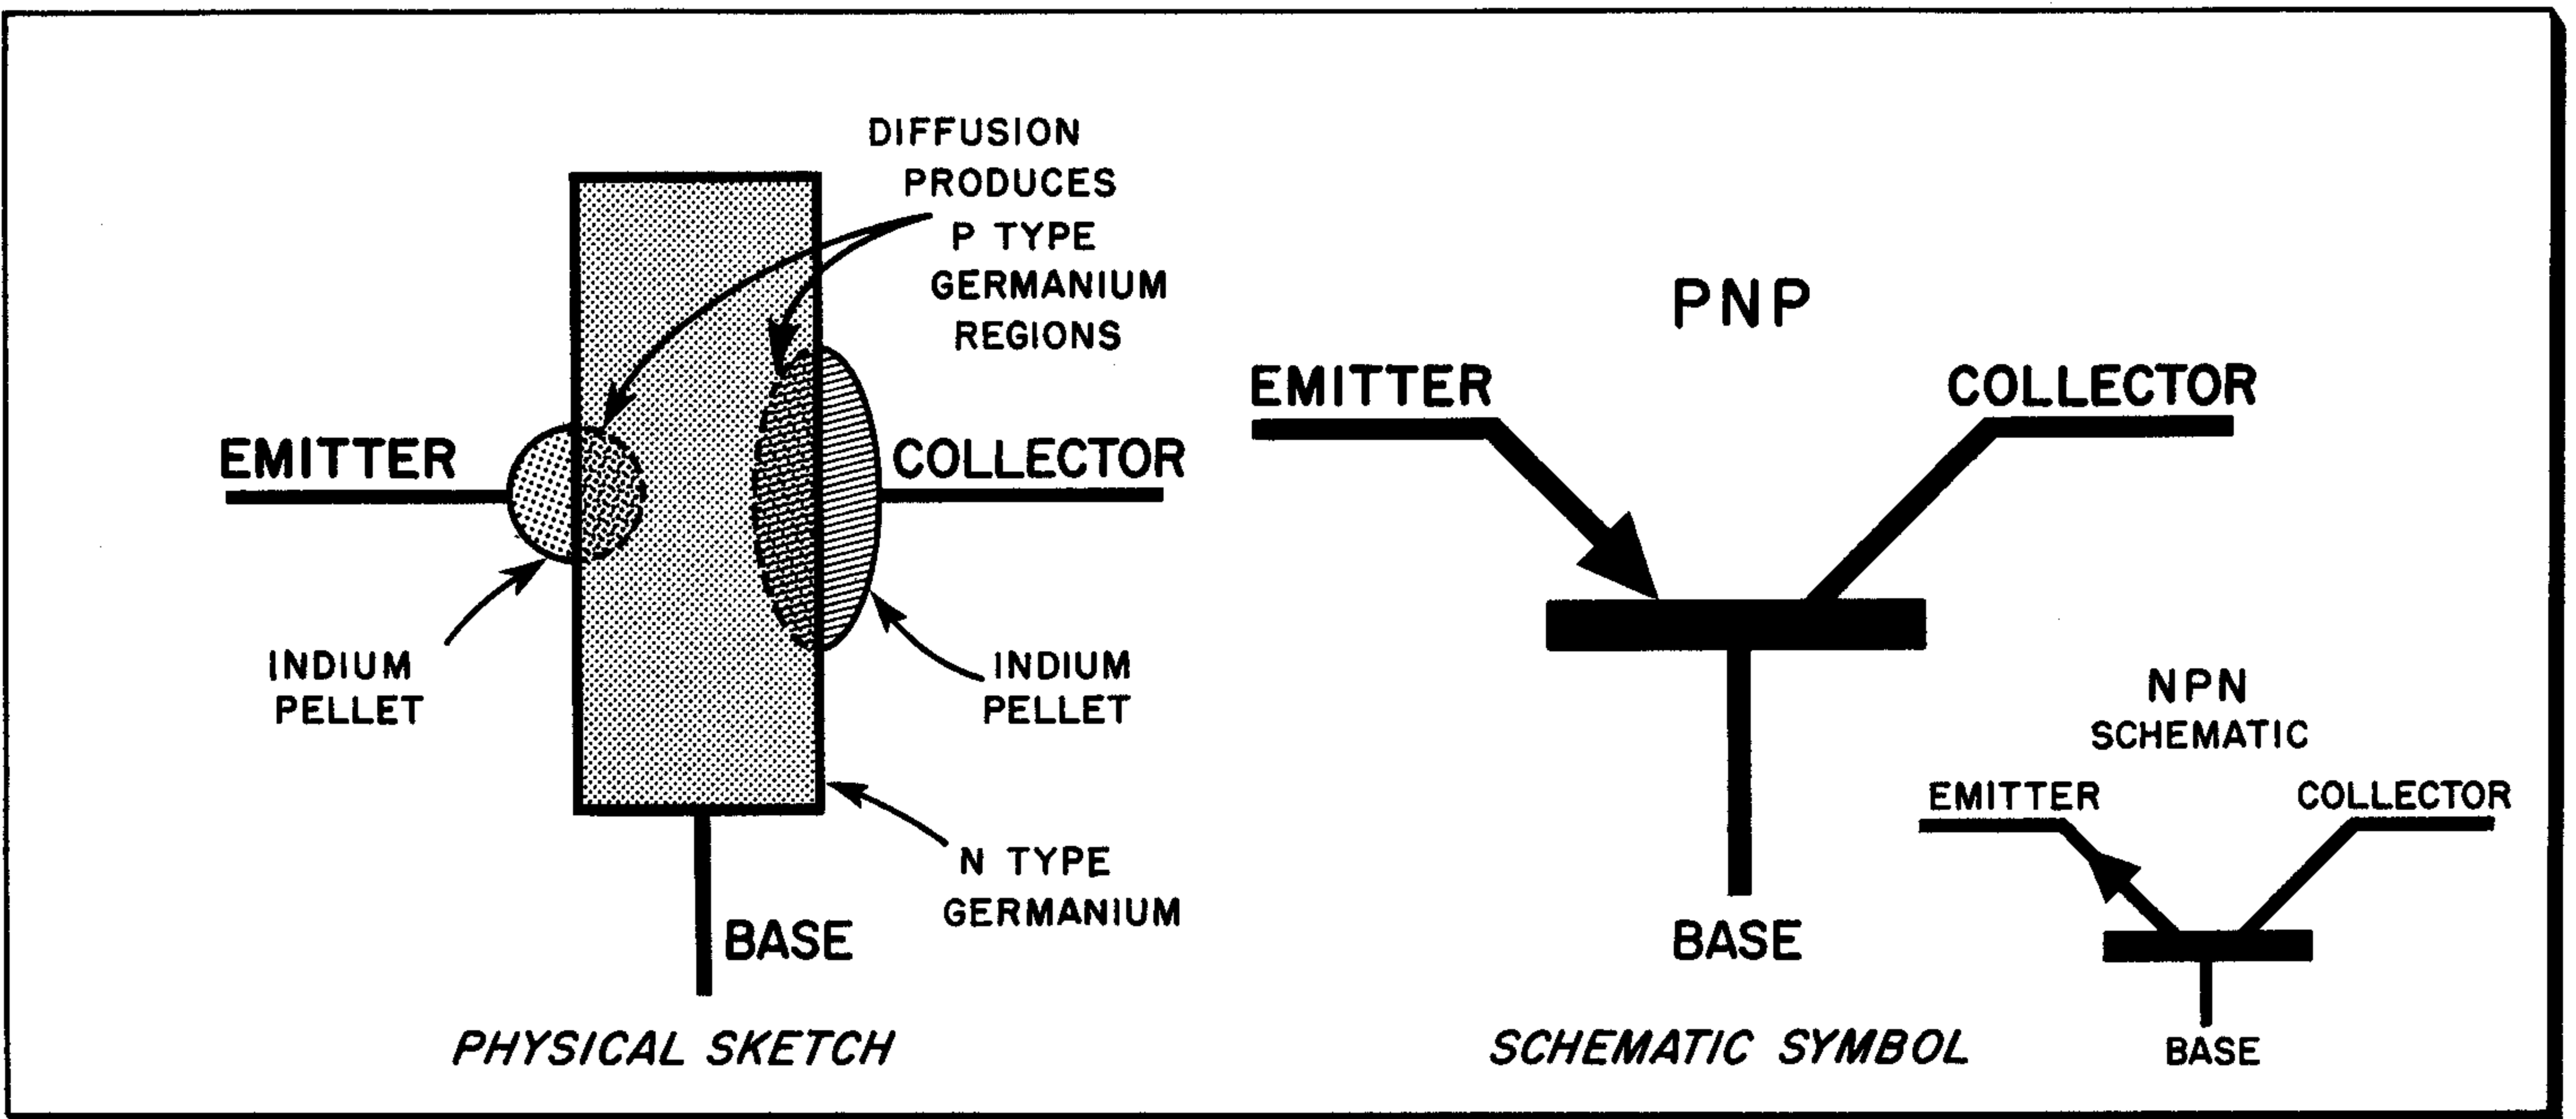 DIFFUSION
PRODUCES
P TYPE
GERMANIUM
REGIONS
EMITTER
COLLECTOR
INDIUM
PELLET
INDIUM
PELLET
N TYPE
GERMANIUM
BASE
PHYSICAL SKETCH
PNP
EMITTER
COLLECTOR
BASE
SCHEMATIC SYMBOL
NPN
SCHEMATIC
EMITTER
COLLECTOR
BASE